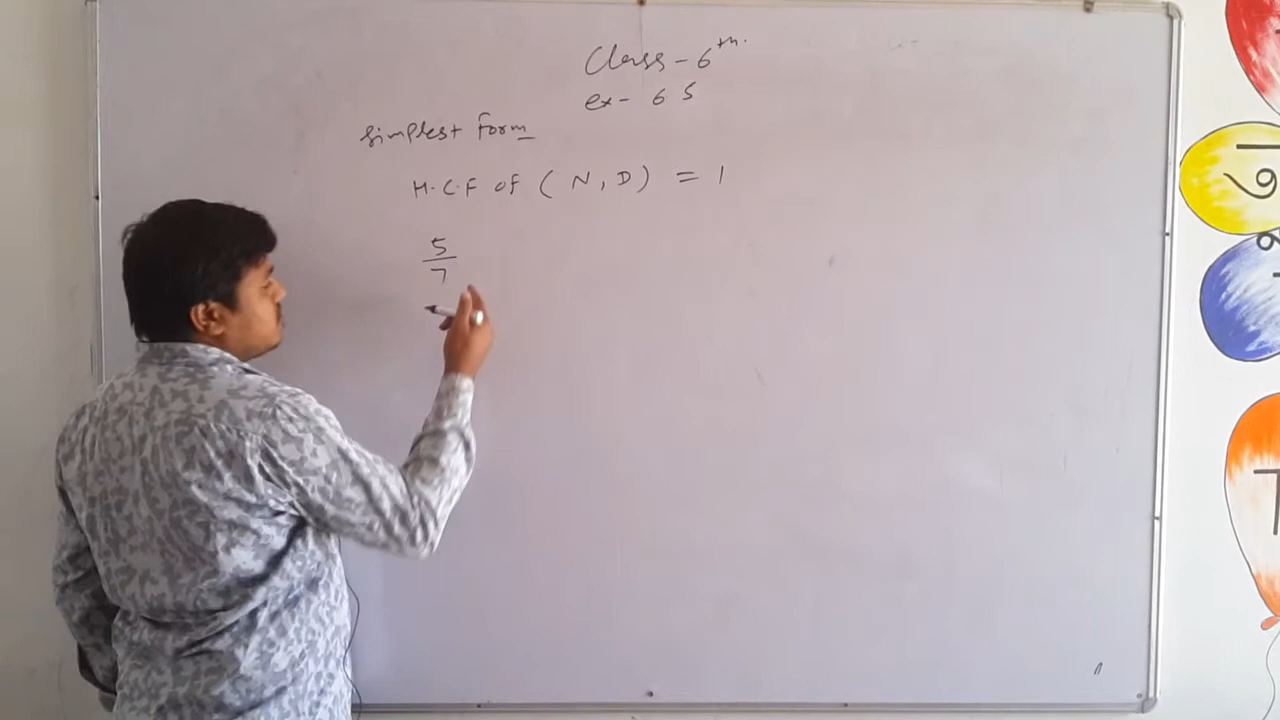 Class - 6th.
ex- 6 5
simplest form
H.C.F of (N, D) = 1
5
7